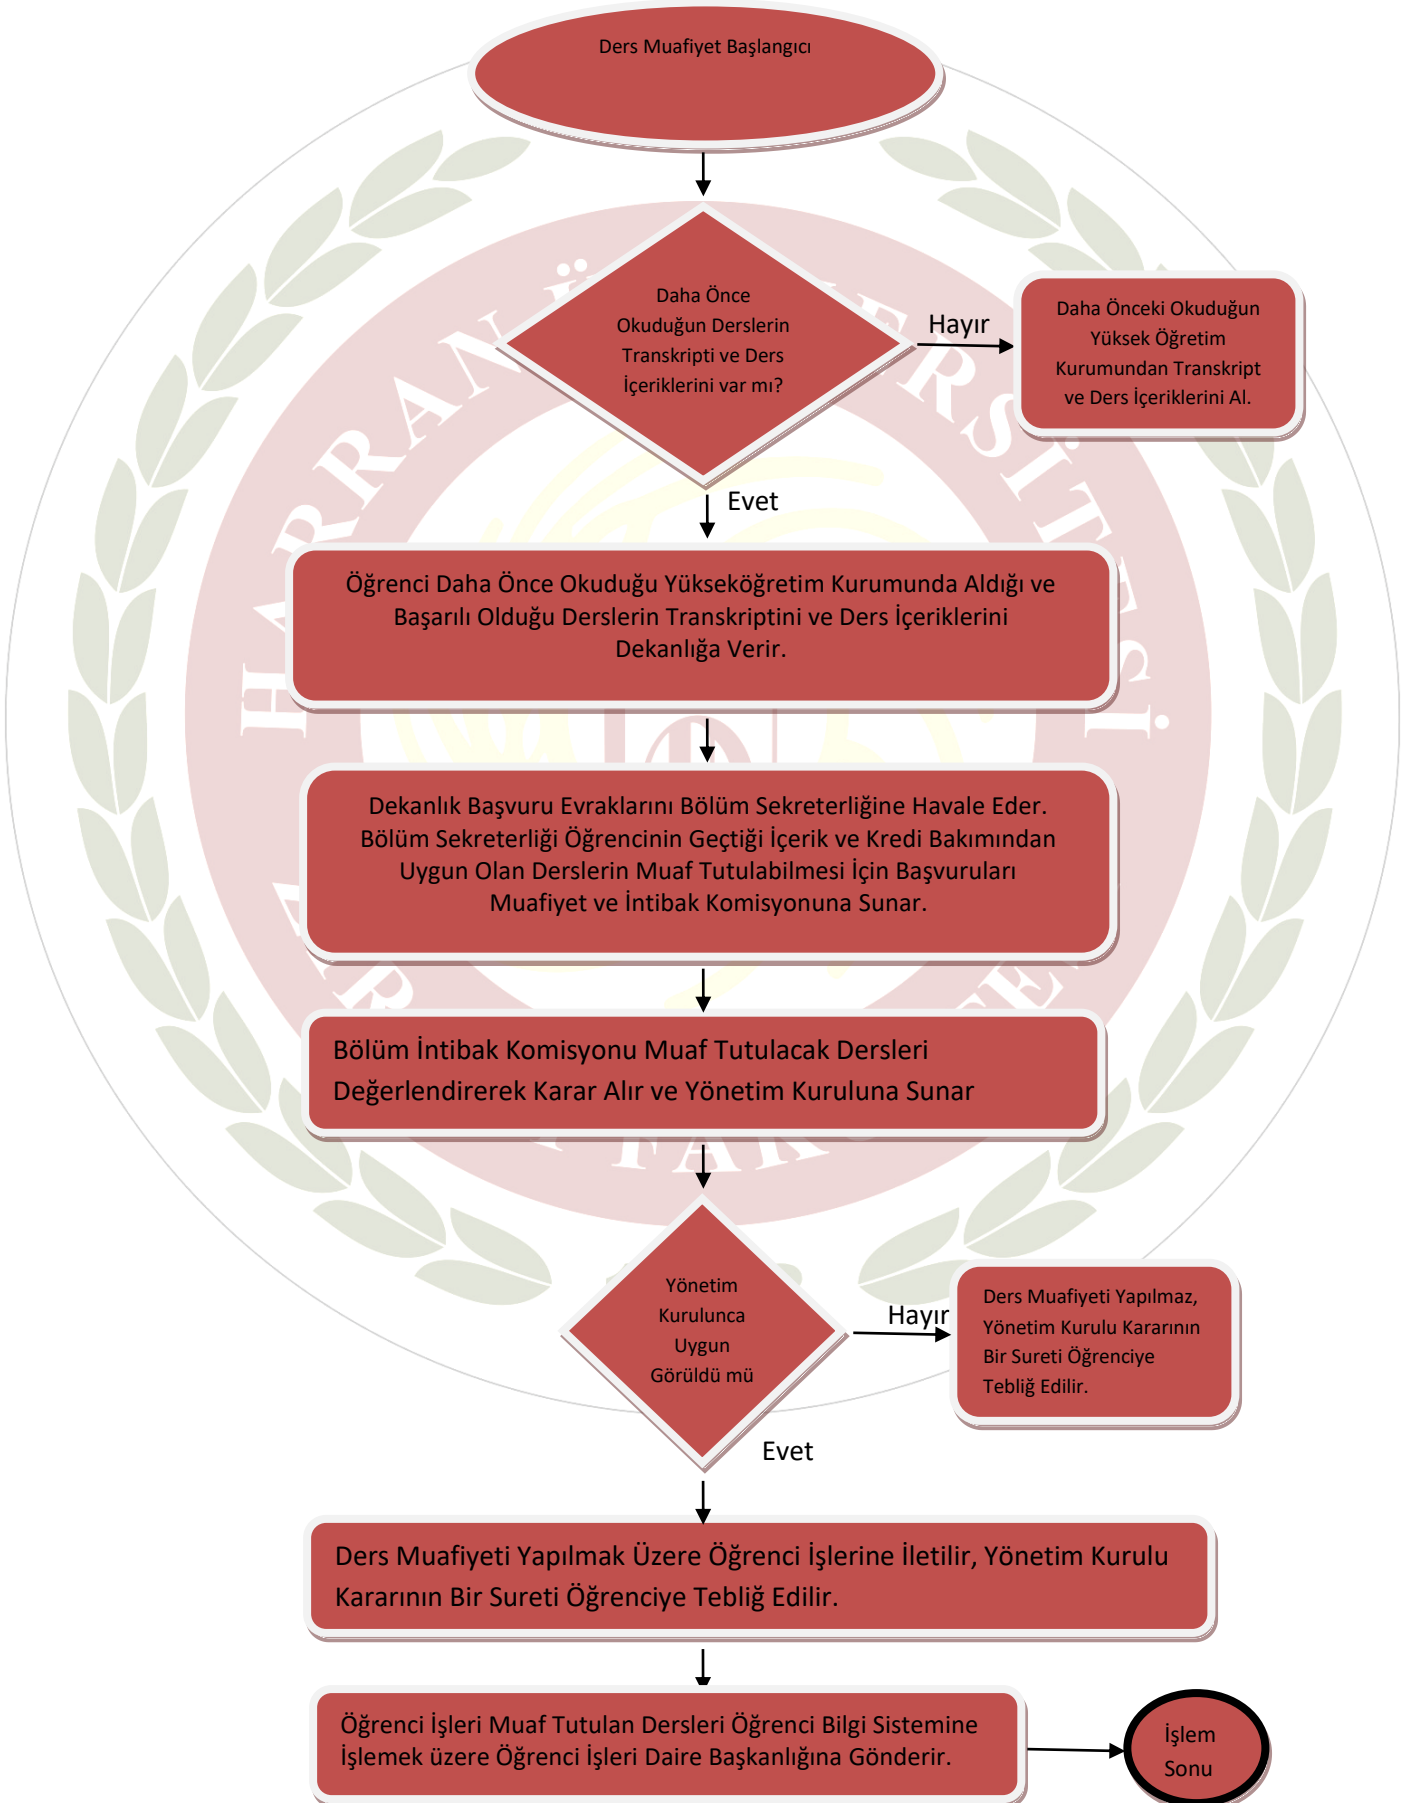 Ders Muafiyet Başlangıcı
Daha Önce
Okuduğun Derslerin
Transkripti ve Ders
İçeriklerini var mı?
Hayır
Daha Önceki Okuduğun
Yüksek Öğretim
Kurumundan Transkript
ve Ders İçeriklerini Al.
Evet
Öğrenci Daha Önce Okuduğu Yükseköğretim Kurumunda Aldığı ve
Başarılı Olduğu Derslerin Transkriptini ve Ders İçeriklerini
Dekanlığa Verir.
Dekanlık Başvuru Evraklarını Bölüm Sekreterliğine Havale Eder.
Bölüm Sekreterliği Öğrencinin Geçtiği İçerik ve Kredi Bakımından
Uygun Olan Derslerin Muaf Tutulabilmesi İçin Başvuruları
Muafiyet ve İntibak Komisyonuna Sunar.
Bölüm İntibak Komisyonu Muaf Tutulacak Dersleri
Değerlendirerek Karar Alır ve Yönetim Kuruluna Sunar
Yönetim
Kurulunca
Uygun
Görüldü mü
Hayır
Ders Muafiyeti Yapılmaz,
Yönetim Kurulu Kararının
Bir Sureti Öğrenciye
Tebliğ Edilir.
Evet
Ders Muafiyeti Yapılmak Üzere Öğrenci İşlerine İletilir, Yönetim Kurulu
Kararının Bir Sureti Öğrenciye Tebliğ Edilir.
Öğrenci İşleri Muaf Tutulan Dersleri Öğrenci Bilgi Sistemine
İşlemek üzere Öğrenci İşleri Daire Başkanlığına Gönderir.
İşlem
Sonu
HARRAN